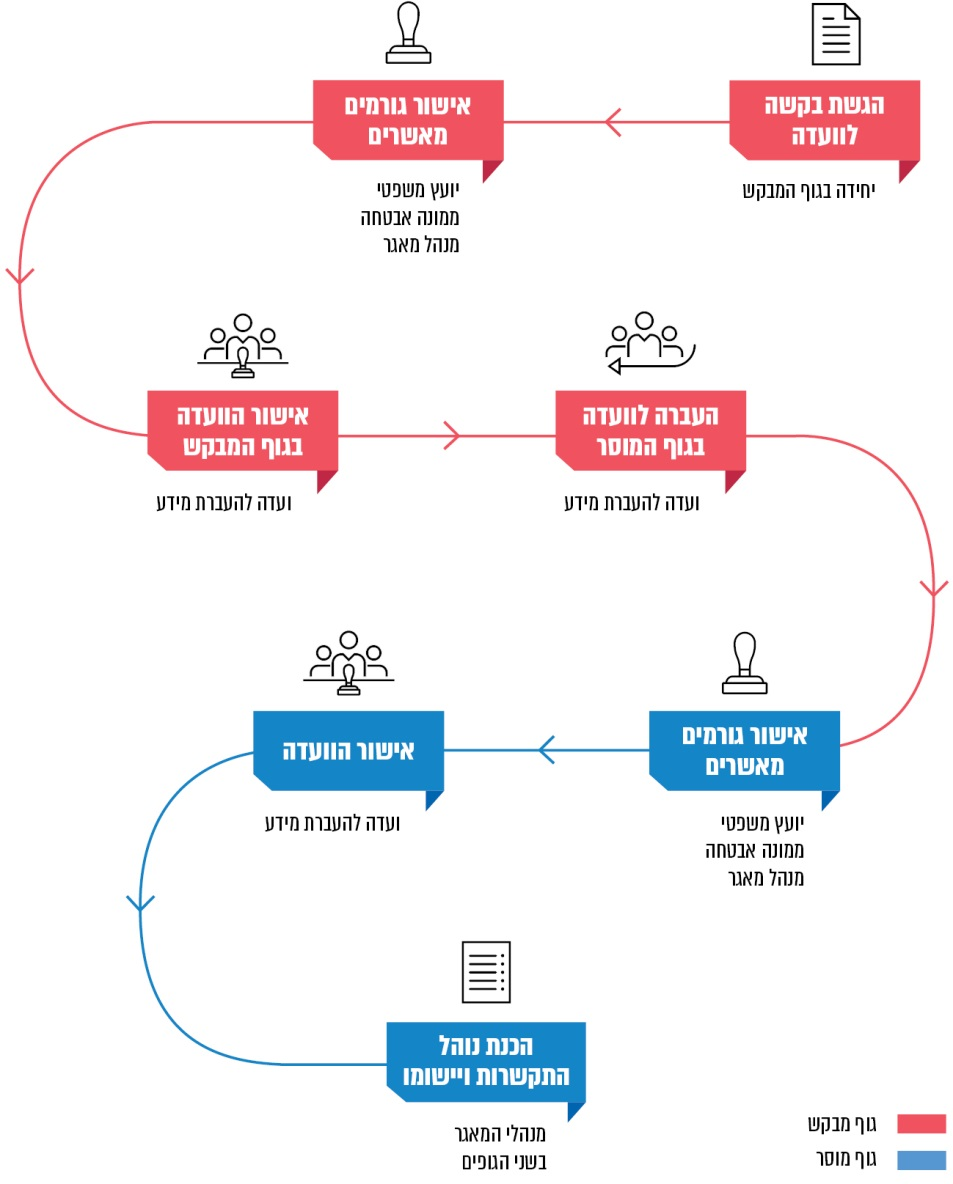 הגשת בקשה
לוועדה
יחידה בגוף המבקש
אישור גורמים
מאשרים
יועץ משפטי
ממונה אבטחה
מנהל מאגר
אישור הוועדה
בגוף המבקש
ועדה להעברת מידע
העברה לוועדה
בגוף המוסר
ועדה להעברת מידע
אישור גורמים
מאשרים
יועץ משפטי
ממונה אבטחה
מנהל מאגר
אישור הוועדה
ועדה להעברת מידע
הכנת נוהל
התקשרות ויישומו
מנהלי המאגר
בשני הגופים
גוף מבקש
גוף מוסר